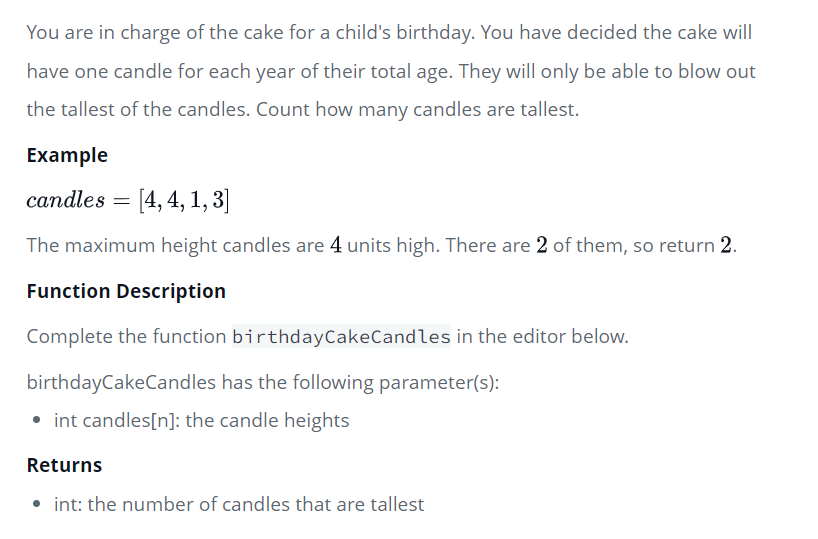 You are in charge of the cake for a child's birthday. You have decided the cake will
have one candle for each year of their total age. They will only be able to blow out
the tallest of the candles. Count how many candles are tallest.
Example
candles = [4, 4, 1, 3]
The maximum height candles are 4 units high. There are 2 of them, so return 2.
Function Description
Complete the function birthdayCakeCandles in the editor below.
birthdayCakeCandles has the following parameter(s):
• int candles[n]: the candle heights
Returns
• int: the number of candles that are tallest